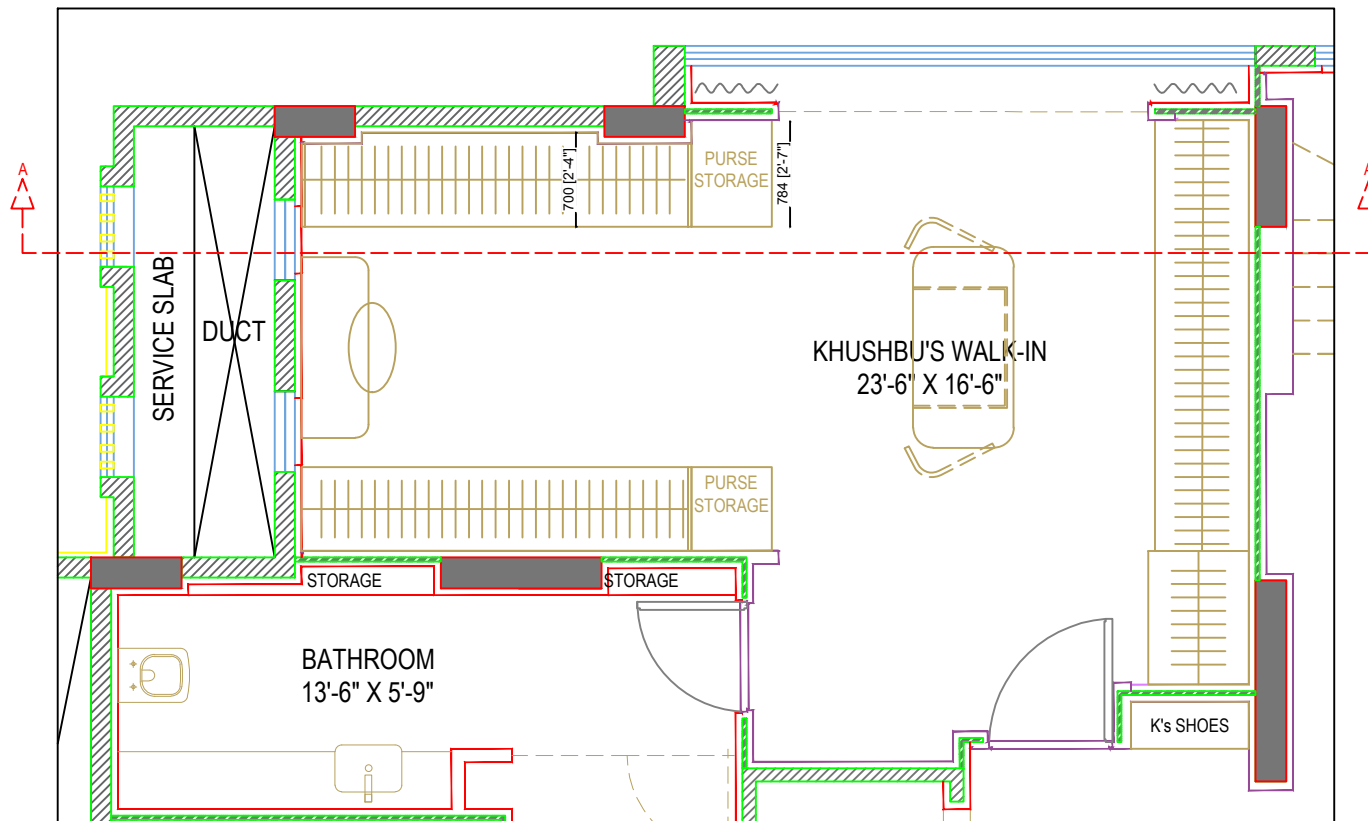 A
A
PURSE
STORAGE
700 [2'-4"]
784 [2'-7"]
SERVICE SLAB
DUCT
KHUSHBU'S WALK-IN
23'-6" X 16'-6"
PURSE
STORAGE
STORAGE
STORAGE
BATHROOM
13'-6" X 5'-9"
K's SHOES